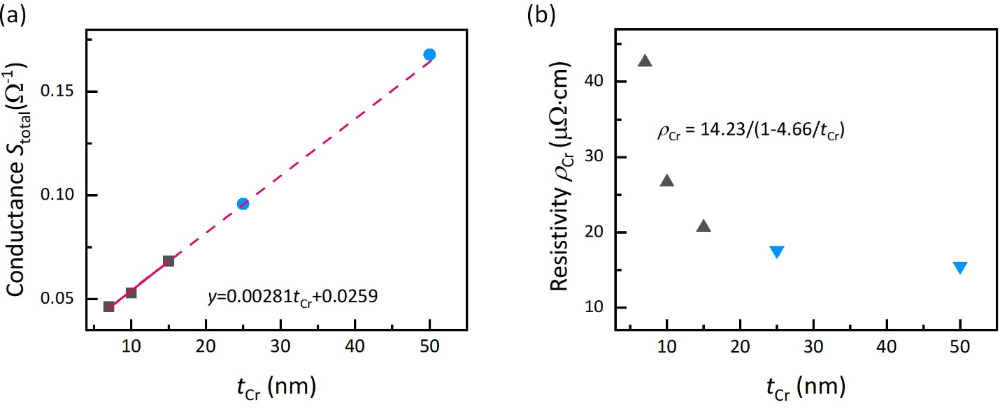 (a)
Conductance S_total(Ω⁻¹)
0.15
0.10
0.05
y=0.00281t_Cr+0.0259
10 20 30 40 50
t_Cr (nm)
(b)
Resistivity ρ_Cr (μΩ·cm)
40
30
20
10
ρ_Cr = 14.23/(1-4.66/t_Cr)
10 20 30 40 50
t_Cr (nm)